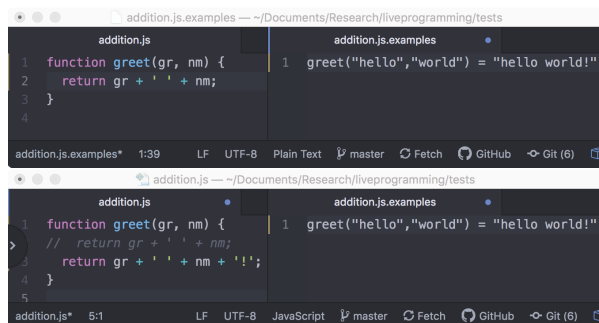 addition.js.examples — ~/Documents/Research/liveprogramming/tests
addition.js
addition.js.examples
1 function greet(gr, nm) {
2 return gr + ' ' + nm;
3 }
4
1 greet("hello","world") = "hello world!"
addition.js.examples* 1:39 LF UTF-8 Plain Text master Fetch GitHub Git (6)
addition.js — ~/Documents/Research/liveprogramming/tests
addition.js
addition.js.examples
1 function greet(gr, nm) {
// return gr + ' ' + nm;
3 return gr + ' ' + nm + '!';
4 }
5
1 greet("hello","world") = "hello world!"
addition.js* 5:1 LF UTF-8 JavaScript master Fetch GitHub Git (6)